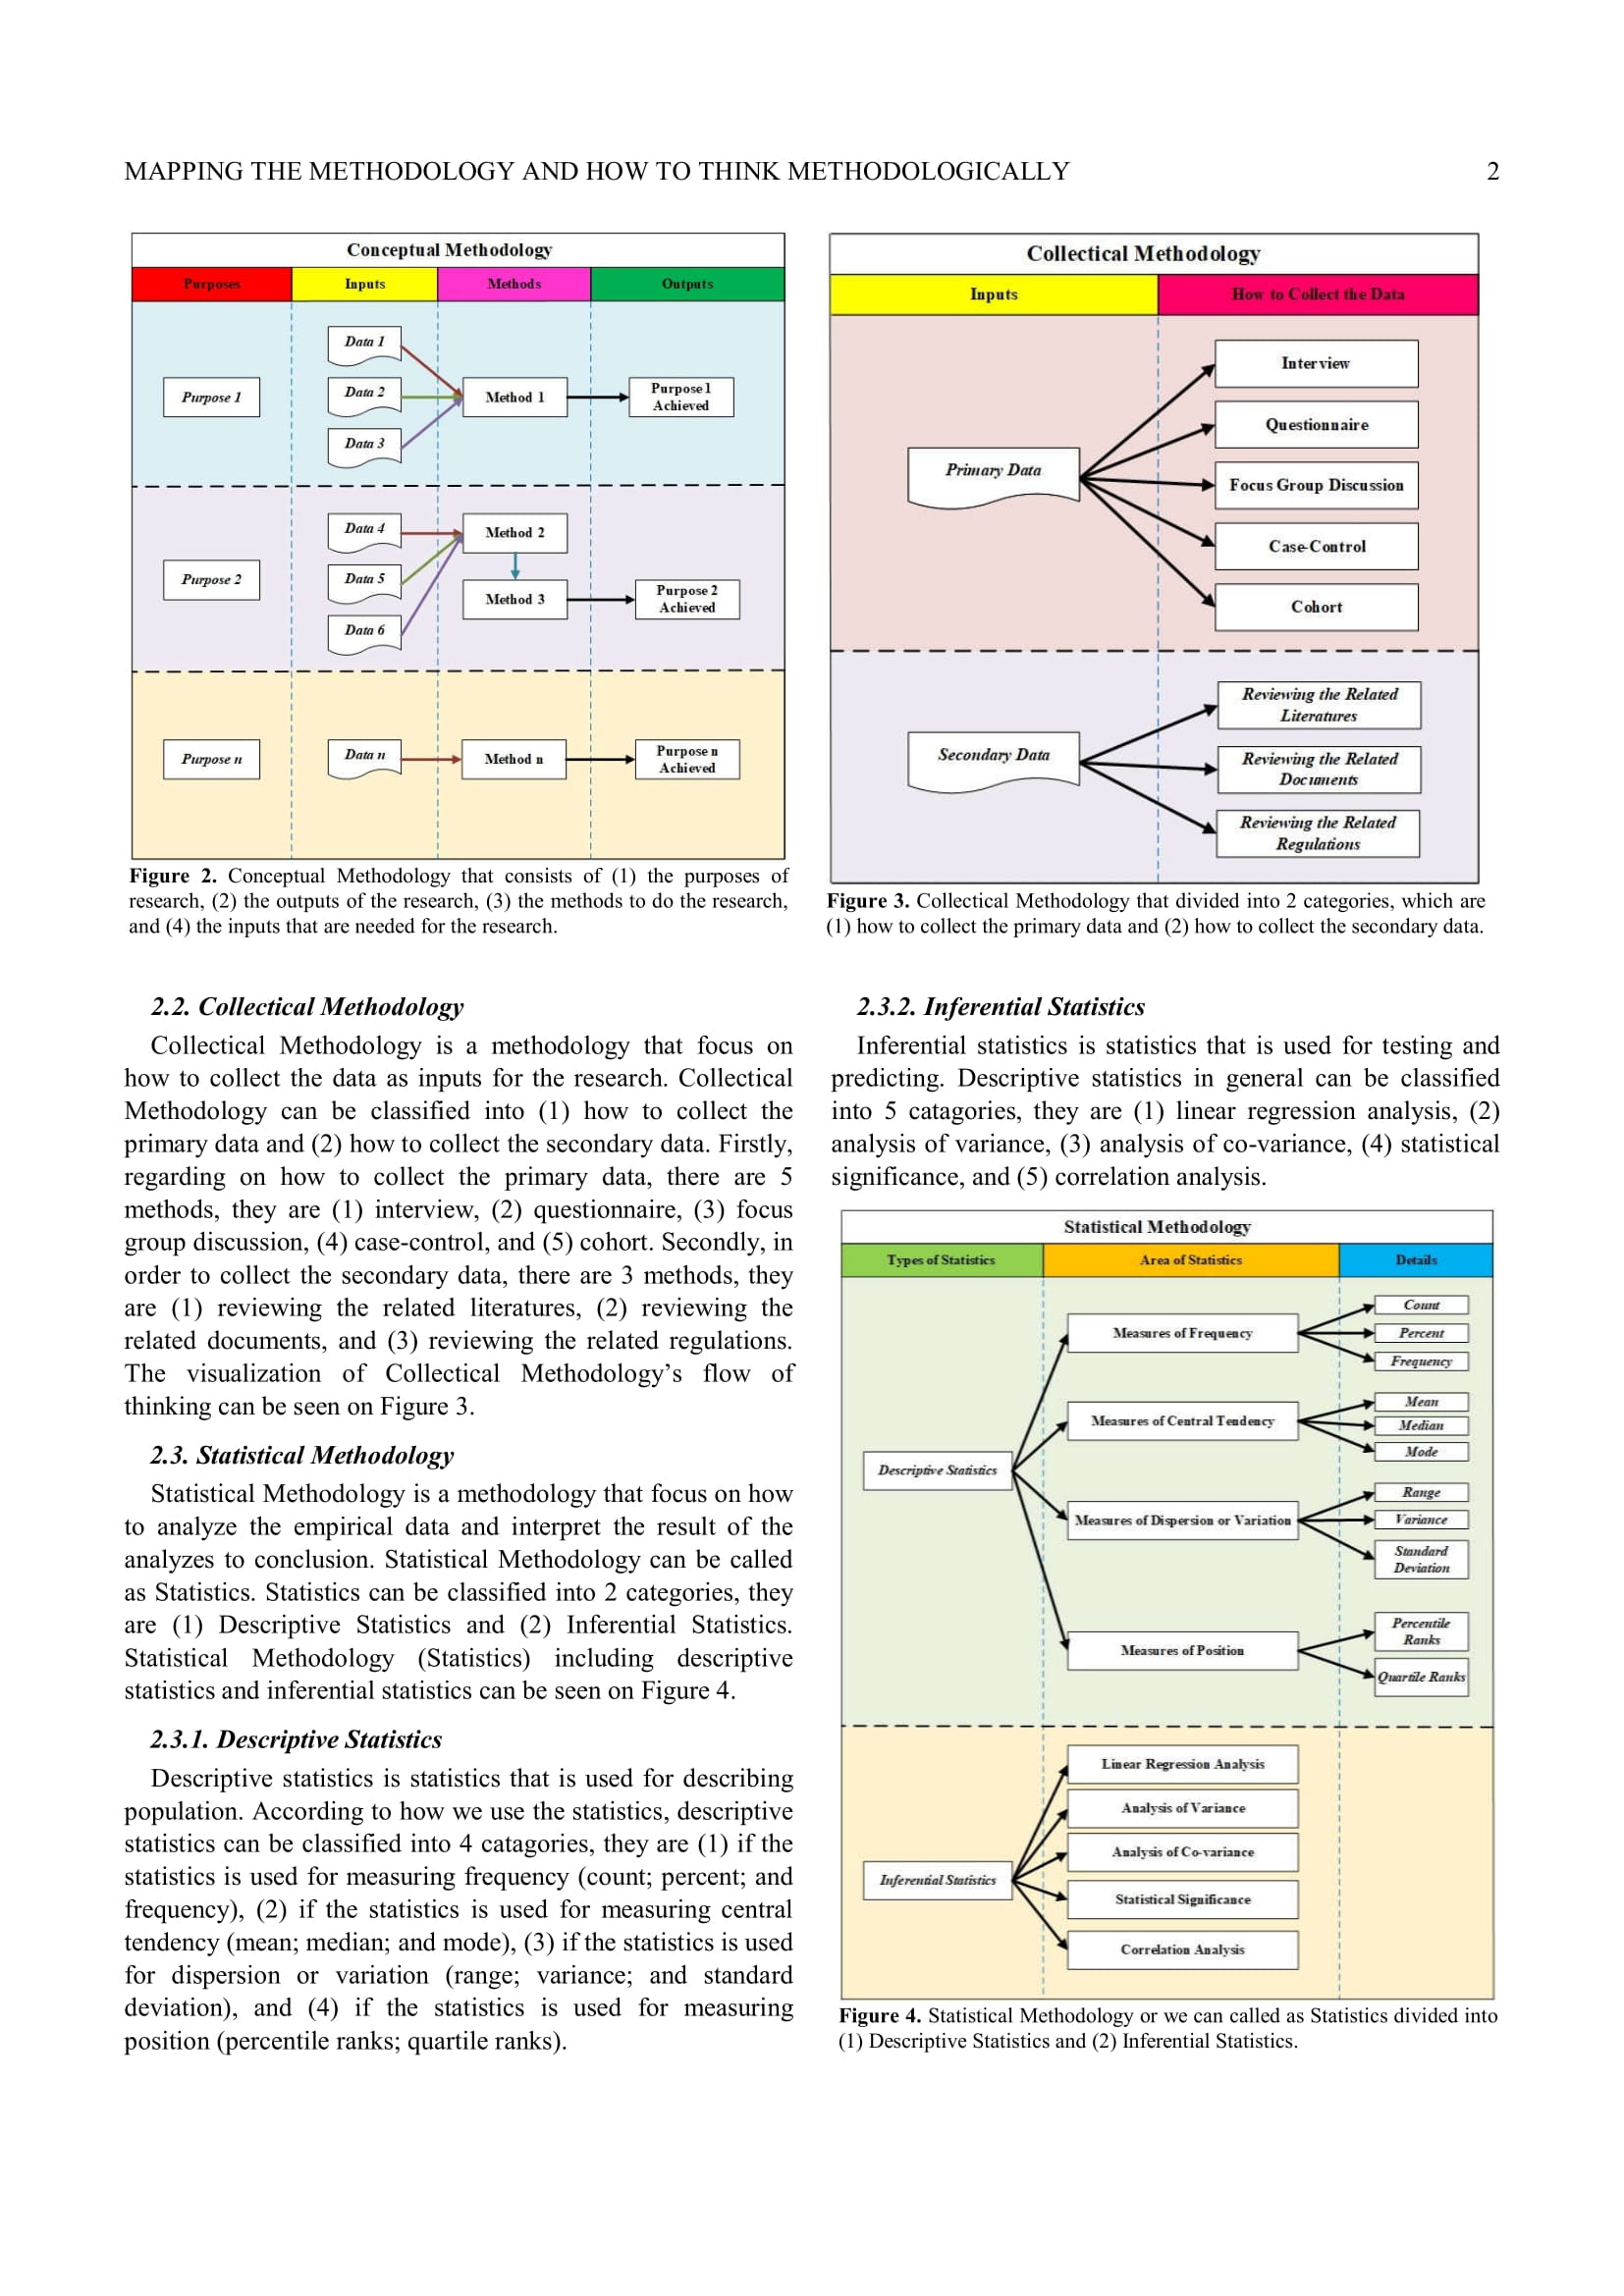 MAPPING THE METHODOLOGY AND HOW TO THINK METHODOLOGICALLY 2
Conceptual Methodology
Purposes Inputs Methods Outputs
Data 1
Data 2
Data 3
Purpose 1
Method 1
Purpose 1
Achieved
Data 4
Data 5
Data 6
Purpose 2
Method 2
Method 3
Purpose 2
Achieved
Purpose n
Data n
Method n
Purpose n
Achieved
Figure 2. Conceptual Methodology that consists of (1) the purposes of
research, (2) the outputs of the research, (3) the methods to do the research,
and (4) the inputs that are needed for the research.
2.2. Collectical Methodology
Collectical Methodology is a methodology that focus on
how to collect the data as inputs for the research. Collectical
Methodology can be classified into (1) how to collect the
primary data and (2) how to collect the secondary data. Firstly,
regarding on how to collect the primary data, there are 5
methods, they are (1) interview, (2) questionnaire, (3) focus
group discussion, (4) case-control, and (5) cohort. Secondly, in
order to collect the secondary data, there are 3 methods, they
are (1) reviewing the related literatures, (2) reviewing the
related documents, and (3) reviewing the related regulations.
The visualization of Collectical Methodology’s flow of
thinking can be seen on Figure 3.
2.3. Statistical Methodology
Statistical Methodology is a methodology that focus on how
to analyze the empirical data and interpret the result of the
analyzes to conclusion. Statistical Methodology can be called
as Statistics. Statistics can be classified into 2 categories, they
are (1) Descriptive Statistics and (2) Inferential Statistics.
Statistical Methodology (Statistics) including descriptive
statistics and inferential statistics can be seen on Figure 4.
2.3.1. Descriptive Statistics
Descriptive statistics is statistics that is used for describing
population. According to how we use the statistics, descriptive
statistics can be classified into 4 catagories, they are (1) if the
statistics is used for measuring frequency (count; percent; and
frequency), (2) if the statistics is used for measuring central
tendency (mean; median; and mode), (3) if the statistics is used
for dispersion or variation (range; variance; and standard
deviation), and (4) if the statistics is used for measuring
position (percentile ranks; quartile ranks).
Collectical Methodology
Inputs How to Collect the Data
Primary Data
Interview
Questionnaire
Focus Group Discussion
Case-Control
Cohort
Secondary Data
Reviewing the Related
Literatures
Reviewing the Related
Documents
Reviewing the Related
Regulations
Figure 3. Collectical Methodology that divided into 2 categories, which are
(1) how to collect the primary data and (2) how to collect the secondary data.
2.3.2. Inferential Statistics
Inferential statistics is statistics that is used for testing and
predicting. Descriptive statistics in general can be classified
into 5 catagories, they are (1) linear regression analysis, (2)
analysis of variance, (3) analysis of co-variance, (4) statistical
significance, and (5) correlation analysis.
Statistical Methodology
Types of Statistics Area of Statistics Details
Descriptive Statistics
Measures of Frequency
Count
Percent
Frequency
Measures of Central Tendency
Mean
Median
Mode
Measures of Dispersion or Variation
Range
Variance
Standard
Deviation
Measures of Position
Percentile
Ranks
Quartile Ranks
Inferential Statistics
Linear Regression Analysis
Analysis of Variance
Analysis of Co-variance
Statistical Significance
Correlation Analysis
Figure 4. Statistical Methodology or we can called as Statistics divided into
(1) Descriptive Statistics and (2) Inferential Statistics.